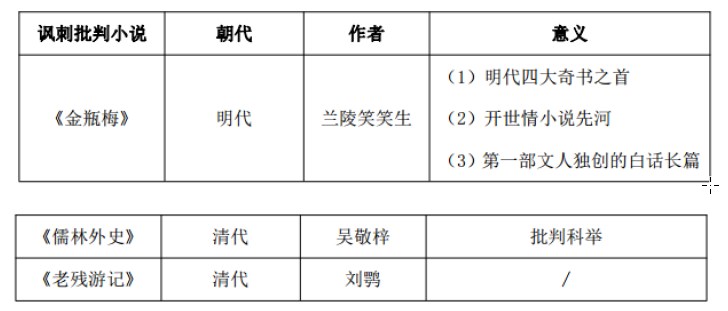 讽刺批判小说 朝代 作者 意义
《金瓶梅》 明代 兰陵笑笑生
（1）明代四大奇书之首
（2）开世情小说先河
（3）第一部文人独创的白话长篇
《儒林外史》 清代 吴敬梓 批判科举
《老残游记》 清代 刘鹗 /